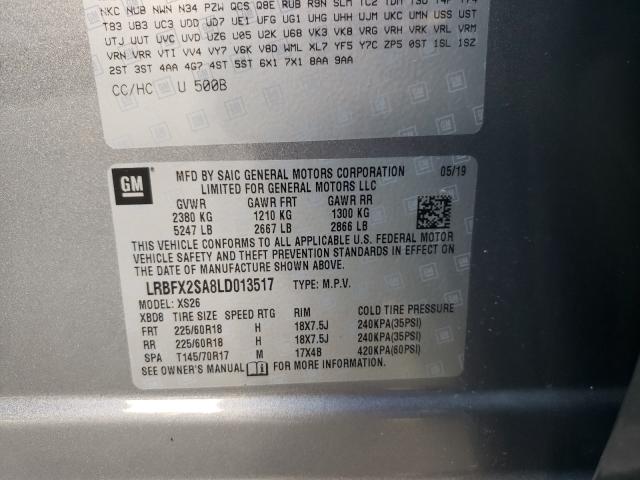 NKC NUB NWN N34 PZW QCS Q8E RUB R9N SLM TC2 TDM T3U T4F TP4
T83 UB3 UC3 UDD UD7 UE1 UFG UG1 UHG UHH UJM UKC UMN USS UST
UTJ UUT UVC UVD UZ6 U05 U2K U68 VK3 VK8 VRG VRH VRK VRL VRM
VRN VRR VTI VV4 VY7 V6K V8D WML XL7 YF5 Y7C ZP5 0ST 1SL 1SZ
2ST 3ST 4AA 4G7 4ST 5ST 6X1 7X1 8AA 9AA
CC/HC U 500B
GM
MFD BY SAIC GENERAL MOTORS CORPORATION 05/19
LIMITED FOR GENERAL MOTORS LLC
GVWR GAWR FRT GAWR RR
2380 KG 1210 KG 1300 KG
5247 LB 2667 LB 2866 LB
THIS VEHICLE CONFORMS TO ALL APPLICABLE U.S. FEDERAL MOTOR
VEHICLE SAFETY AND THEFT PREVENTION STANDARDS IN EFFECT ON
THE DATE OF MANUFACTURE SHOWN ABOVE.
LRBFX2SA8LD013517 TYPE: M.P.V.
MODEL: XS26
XBD8 TIRE SIZE SPEED RTG RIM COLD TIRE PRESSURE
FRT 225/60R18 H 18X7.5J 240KPA(35PSI)
RR 225/60R18 H 18X7.5J 240KPA(35PSI)
SPA T145/70R17 M 17X4B 420KPA(60PSI)
SEE OWNER'S MANUAL FOR MORE INFORMATION